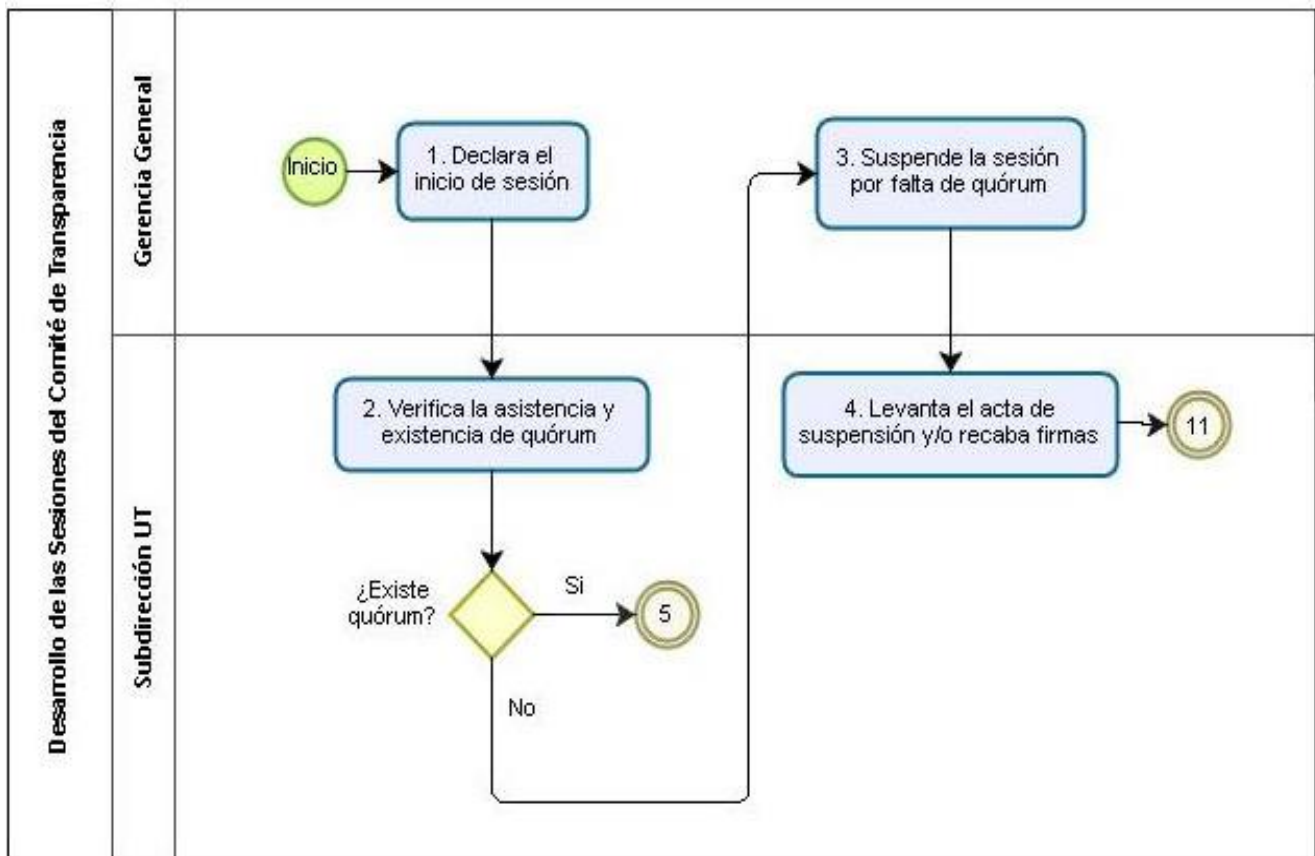 Desarrollo de las Sesiones del Comité de Transparencia
Gerencia General
Inicio
1. Declara el
inicio de sesión
3. Suspende la sesión
por falta de quórum
Subdirección UT
2. Verifica la asistencia y
existencia de quórum
4. Levanta el acta de
suspensión y/o recaba firmas
11
¿Existe
quórum?
Si
5
No